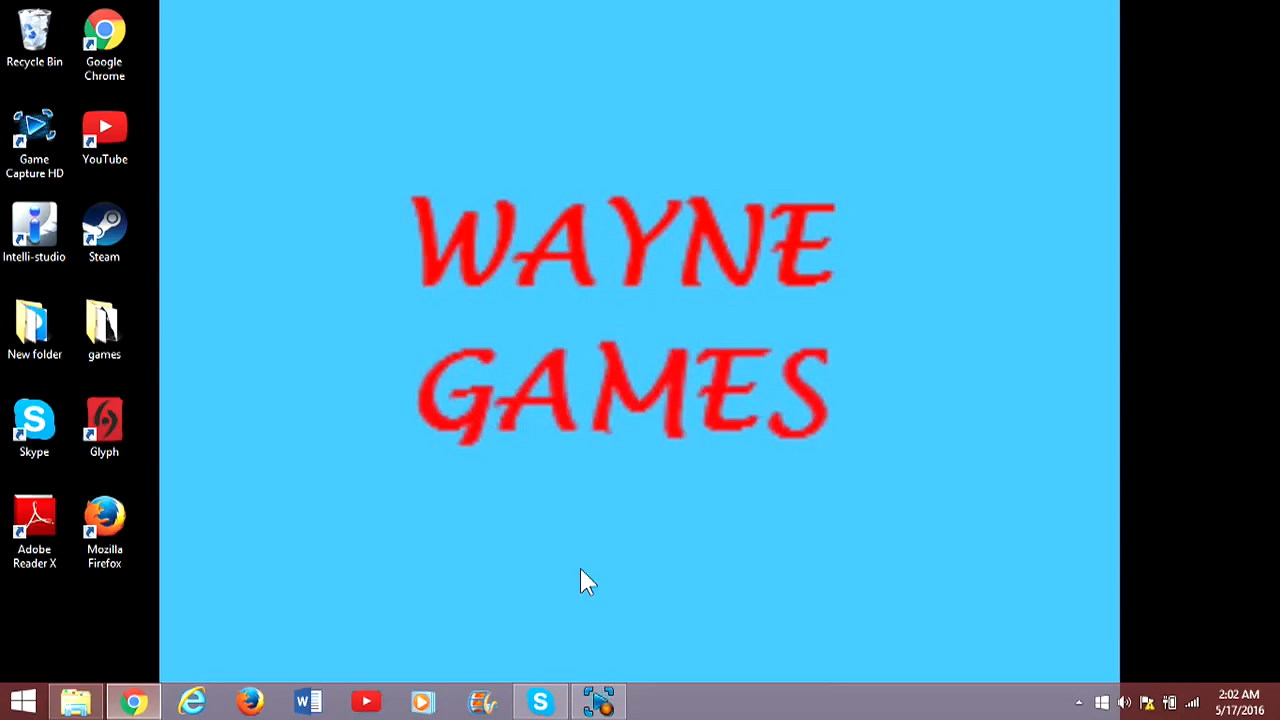 Recycle Bin
Google
Chrome
Game
Capture HD
YouTube
Intelli-studio
Steam
New folder
games
Skype
Glyph
Adobe
Reader X
Mozilla
Firefox
WAYNE
GAMES
2:02 AM
5/17/2016